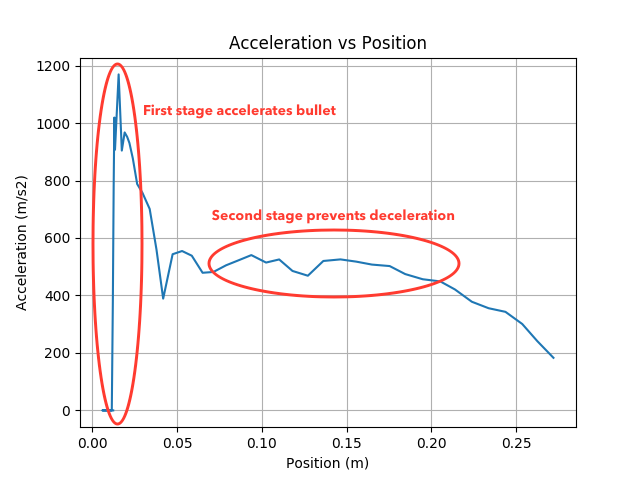 Acceleration vs Position
1200
First stage accelerates bullet
1000
800
Second stage prevents deceleration
600
400
200
0
Acceleration (m/s2)
0.00 0.05 0.10 0.15 0.20 0.25
Position (m)